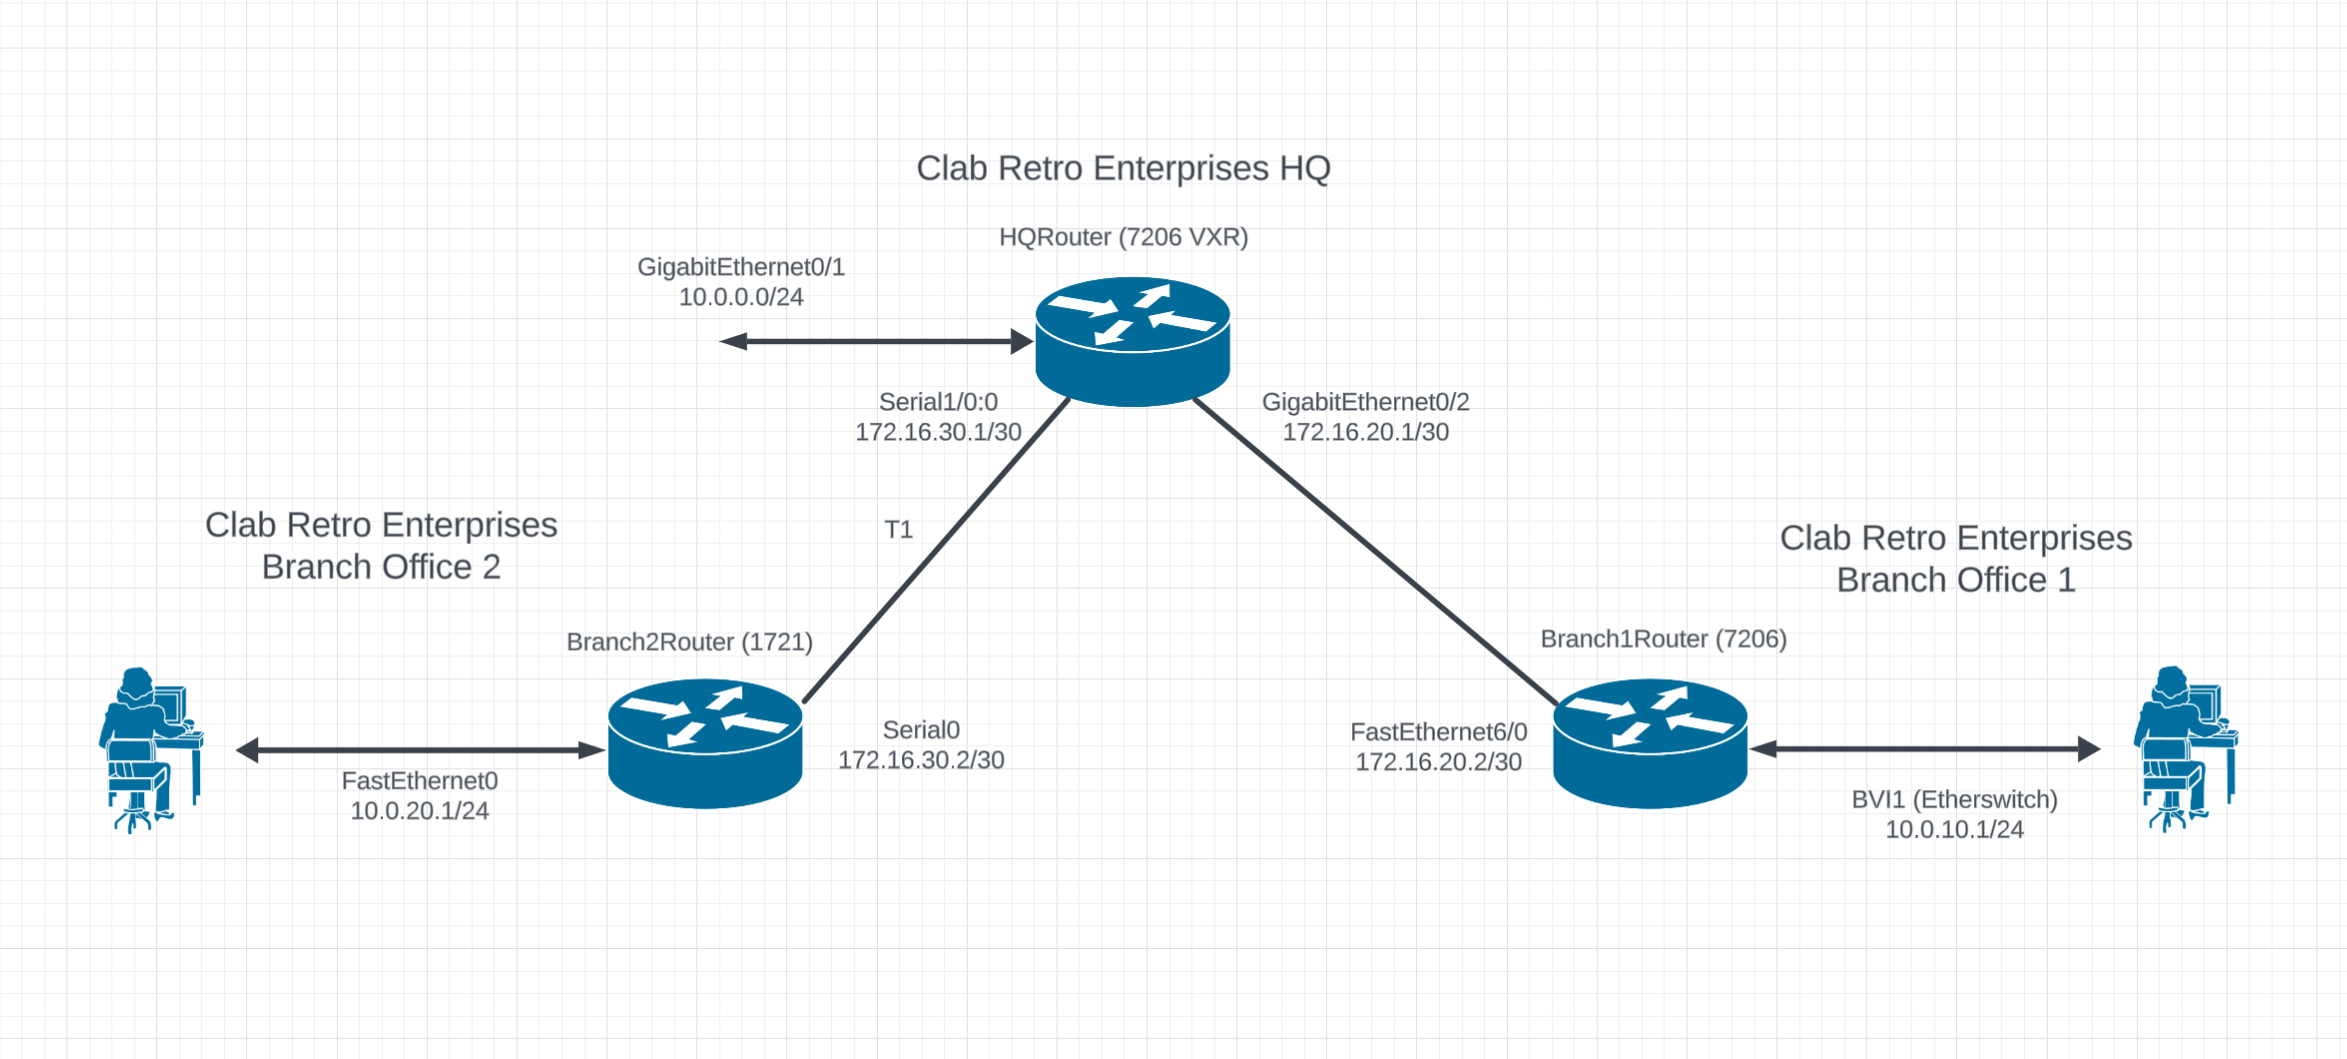 Clab Retro Enterprises HQ
HQRouter (7206 VXR)
GigabitEthernet0/1
10.0.0.0/24
Serial1/0:0
172.16.30.1/30
GigabitEthernet0/2
172.16.20.1/30
T1
Clab Retro Enterprises
Branch Office 2
Clab Retro Enterprises
Branch Office 1
Branch2Router (1721)
Branch1Router (7206)
Serial0
172.16.30.2/30
FastEthernet6/0
172.16.20.2/30
FastEthernet0
10.0.20.1/24
BVI1 (Etherswitch)
10.0.10.1/24